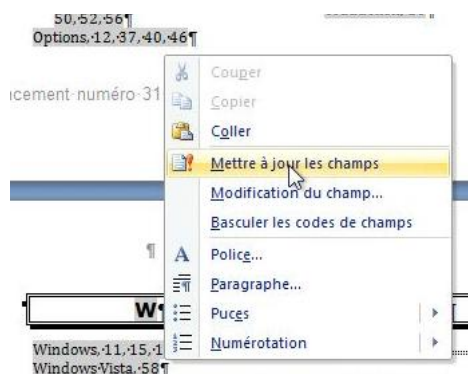 50,·52,·56¶
Options,·12,·37,·40,·46¶
Couper
cement·numéro·31
Copier
Coller
Mettre à jour les champs
Modification du champ...
Basculer les codes de champs
¶
A Police...
Paragraphe...
W
Puces
Numérotation
Windows,·11,·15,·1
Windows·Vista,·58¶